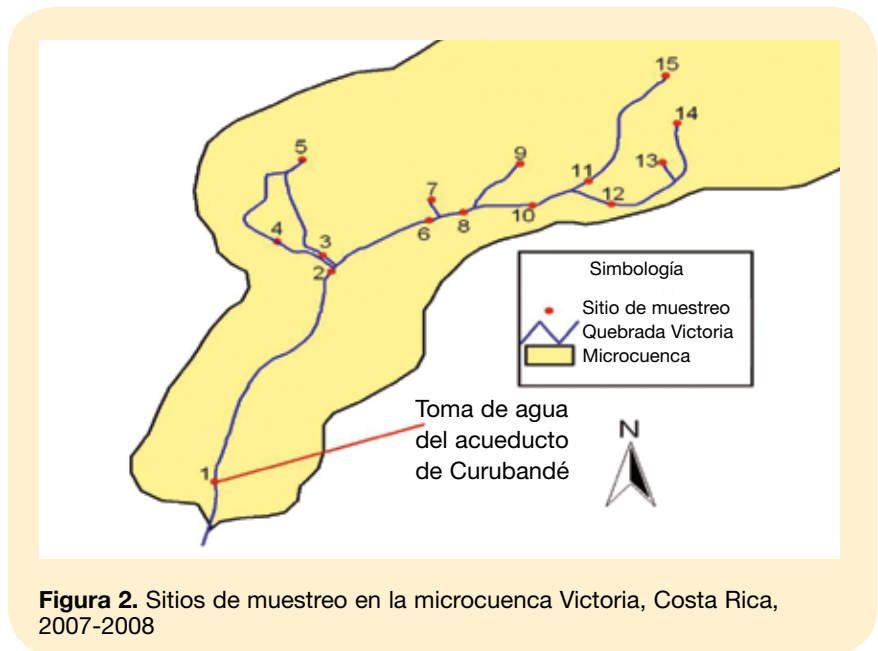 15
14
5
9
13
11
7
12
10
8
6
4
3
2
Simbología
Sitio de muestreo
Quebrada Victoria
Microcuenca
Toma de agua
del acueducto
de Curubandé
N
1
Figura 2. Sitios de muestreo en la microcuenca Victoria, Costa Rica,
2007-2008